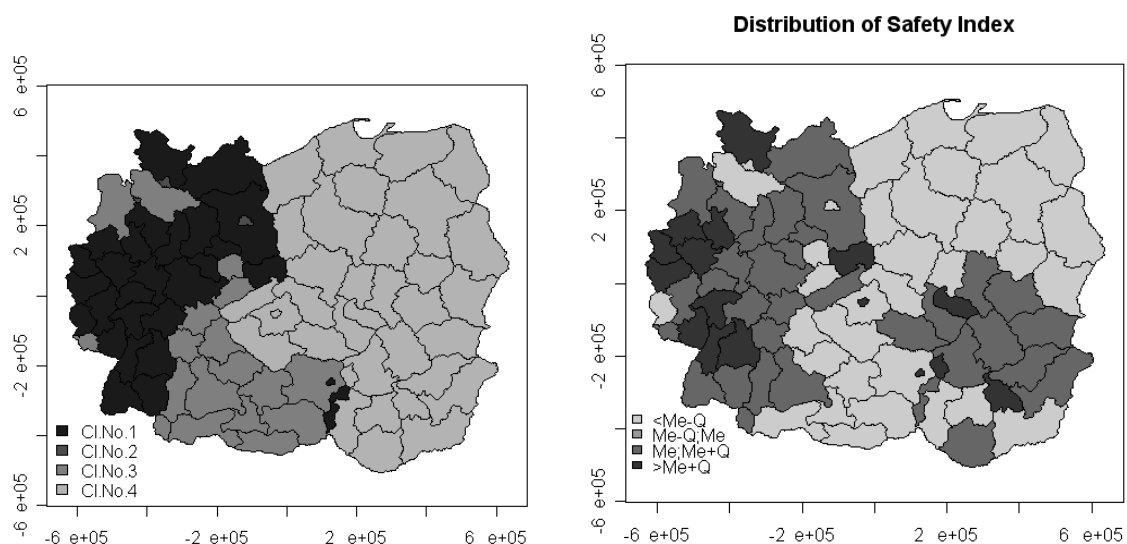 Distribution of Safety Index
6 e+05
2 e+05
-2 e+05
-6 e+05
Cl.No.1
Cl.No.2
Cl.No.3
Cl.No.4
-6 e+05
-2 e+05
2 e+05
6 e+05
6 e+05
2 e+05
-2 e+05
-6 e+05
<Me-Q
Me-Q;Me
Me;Me+Q
>Me+Q
-6 e+05
-2 e+05
2 e+05
6 e+05